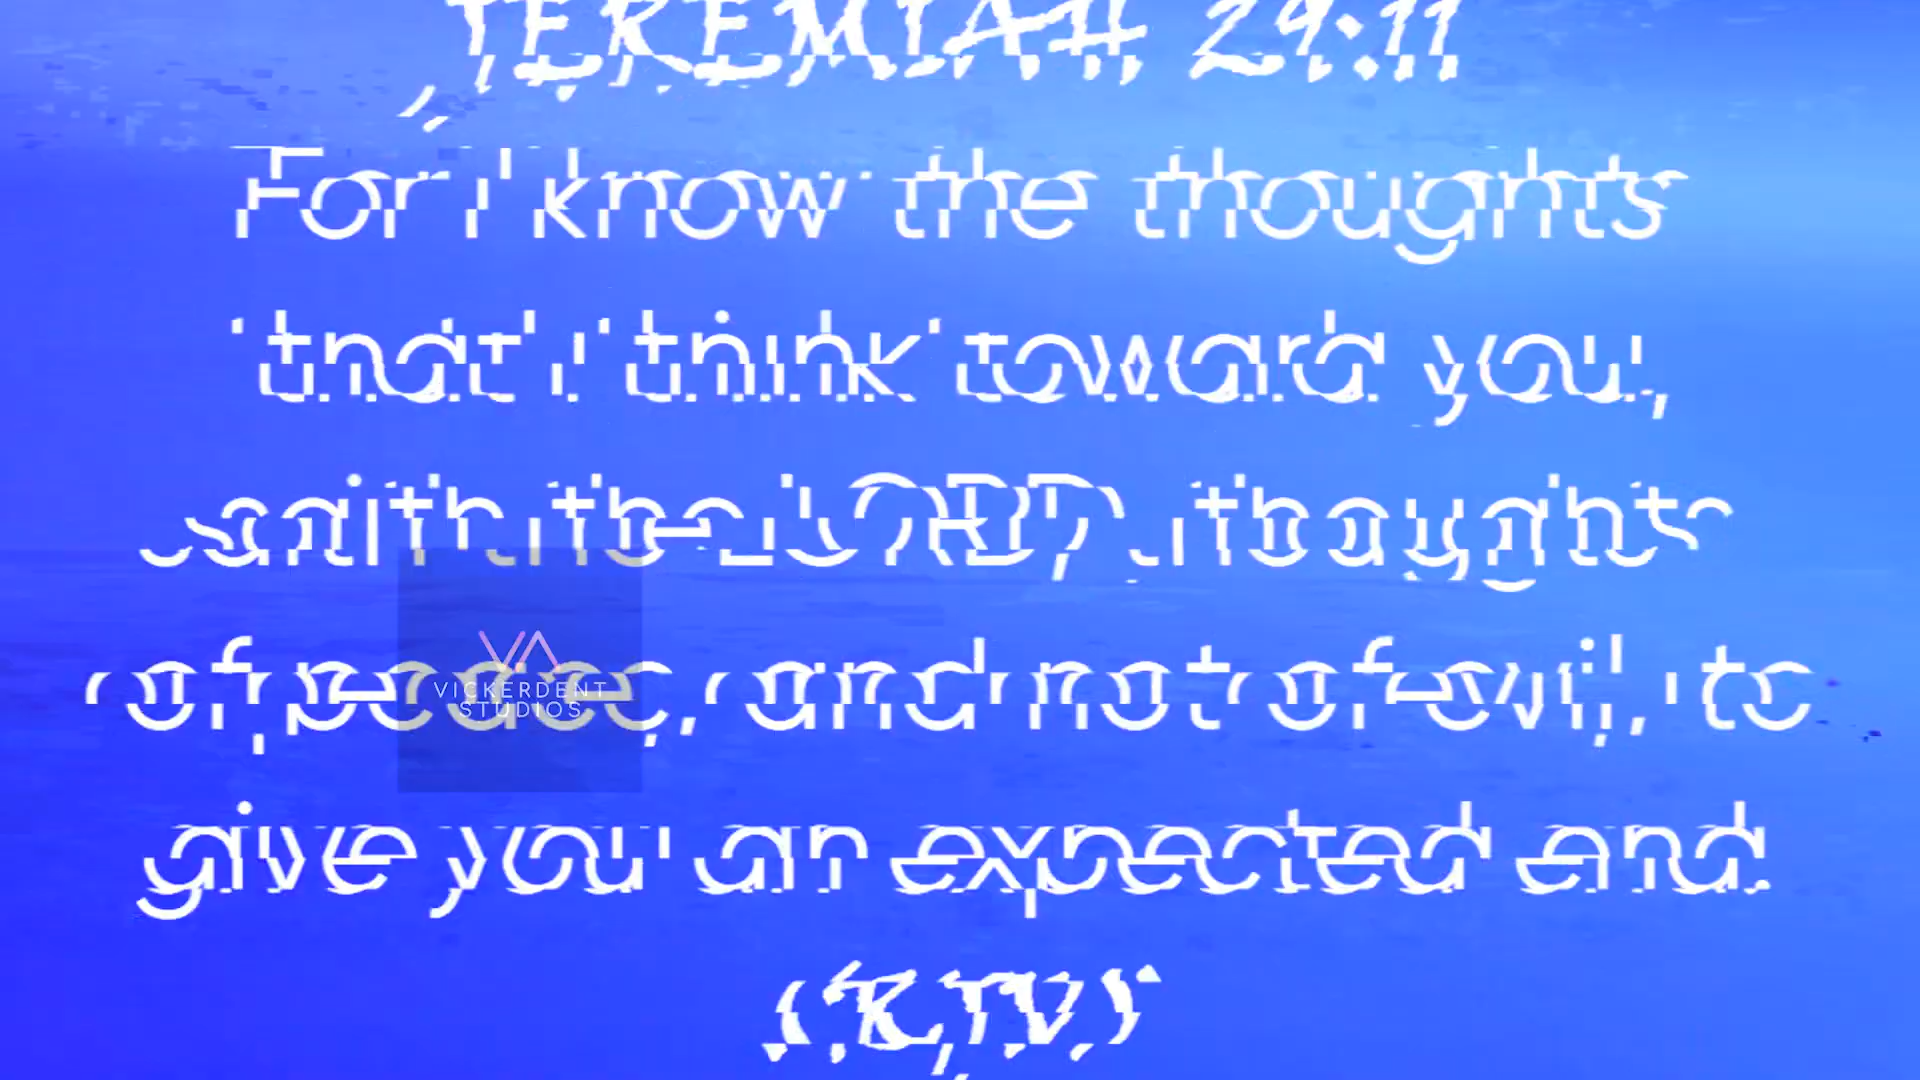 JEREMIAH 29:11
For I know the thoughts
that I think toward you,
saith the LORD, thoughts
of peace, and not of evil, to
VICKERDENT
STUDIOS
give you an expected end.
(KJV)